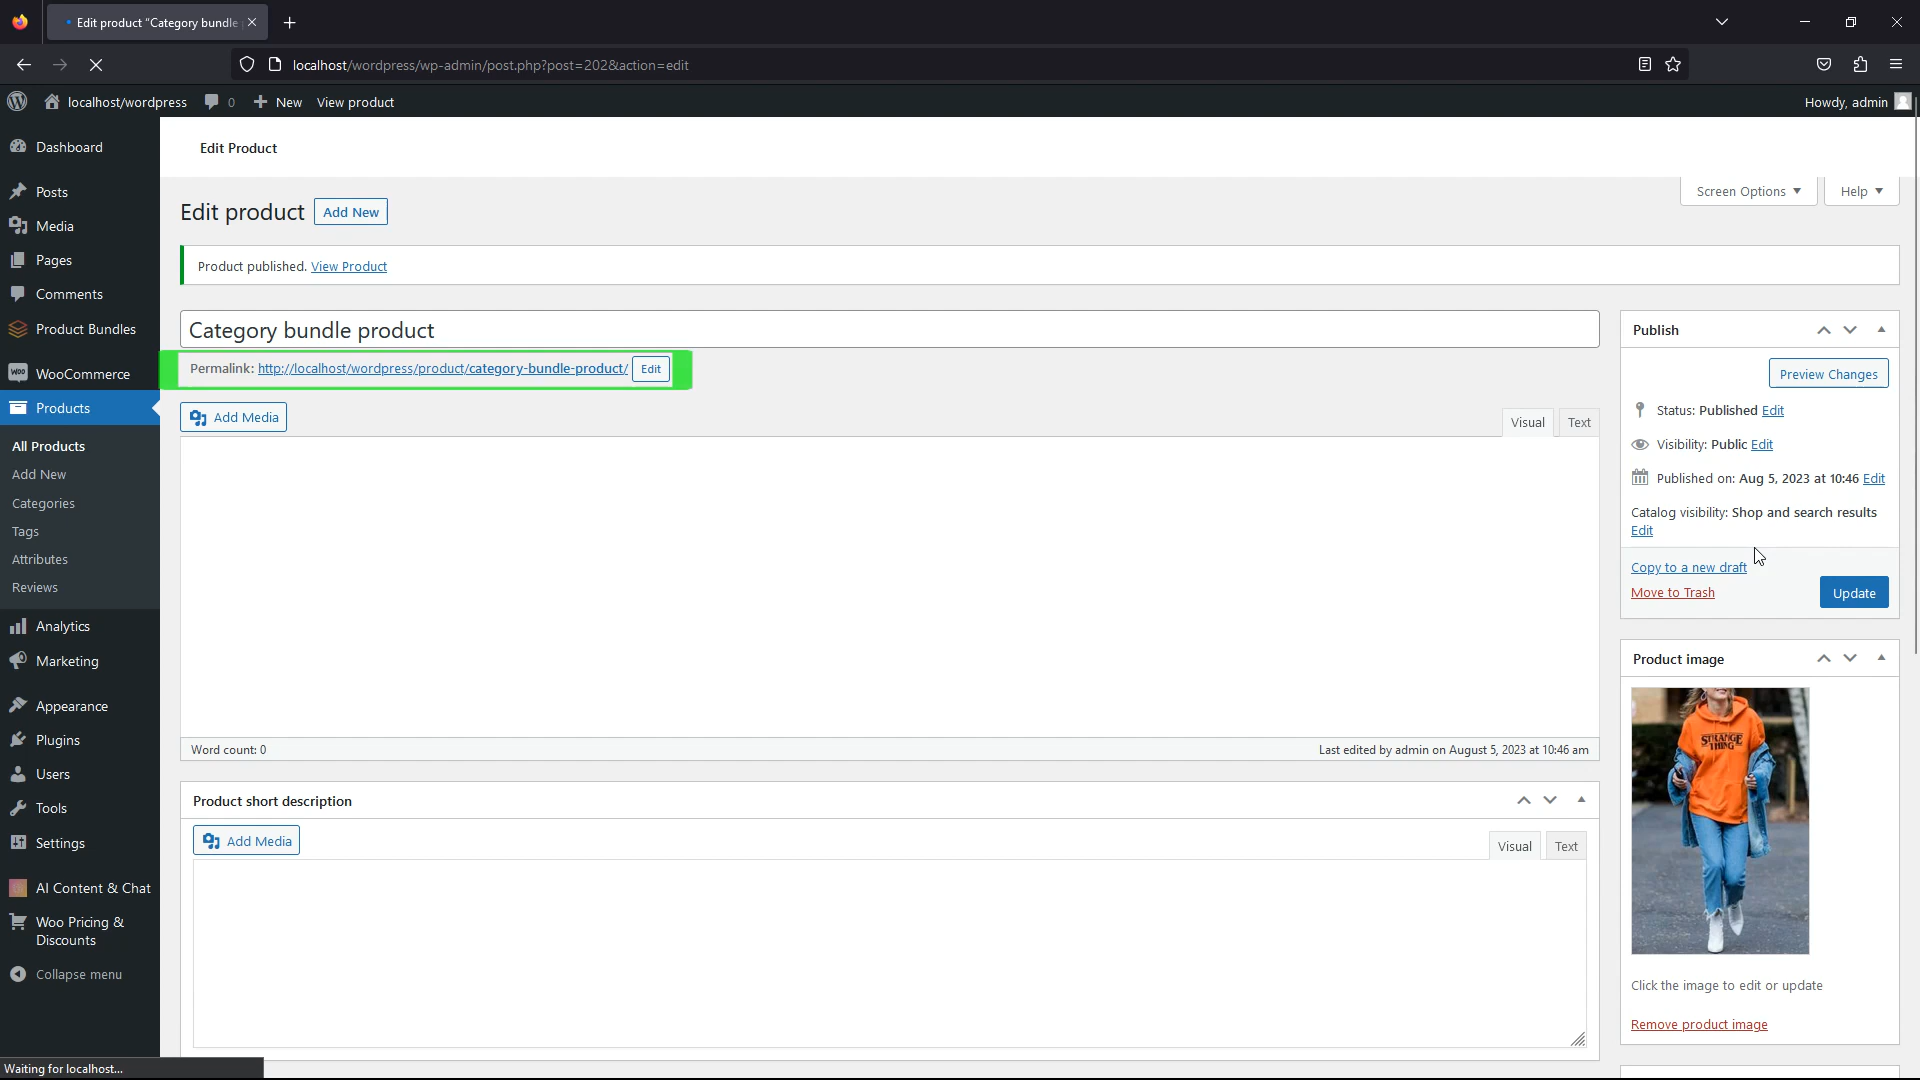 Edit product “Category bundle
localhost/wordpress/wp-admin/post.php?post=202&action=edit
localhost/wordpress 0 New View product Howdy, admin
Dashboard
Posts
Media
Pages
Comments
Product Bundles
WooCommerce
Products
All Products
Add New
Categories
Tags
Attributes
Reviews
Analytics
Marketing
Appearance
Plugins
Users
Tools
Settings
AI Content & Chat
Woo Pricing &
Discounts
Collapse menu
Edit Product
Screen Options Help
Edit product Add New
Product published. View Product
Category bundle product
Permalink: http://localhost/wordpress/product/category-bundle-product/ Edit
Add Media Visual Text
Word count: 0 Last edited by admin on August 5, 2023 at 10:46 am
Product short description
Add Media Visual Text
Publish
Preview Changes
Status: Published Edit
Visibility: Public Edit
Published on: Aug 5, 2023 at 10:46 Edit
Catalog visibility: Shop and search results
Edit
Copy to a new draft
Move to Trash Update
Product image
STRANGE
THING
Click the image to edit or update
Remove product image
Waiting for localhost...